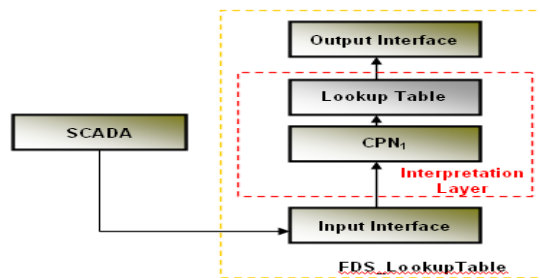 Output Interface
Lookup Table
SCADA
CPN₁
Interpretation
Layer
Input Interface
FDS_LookupTable